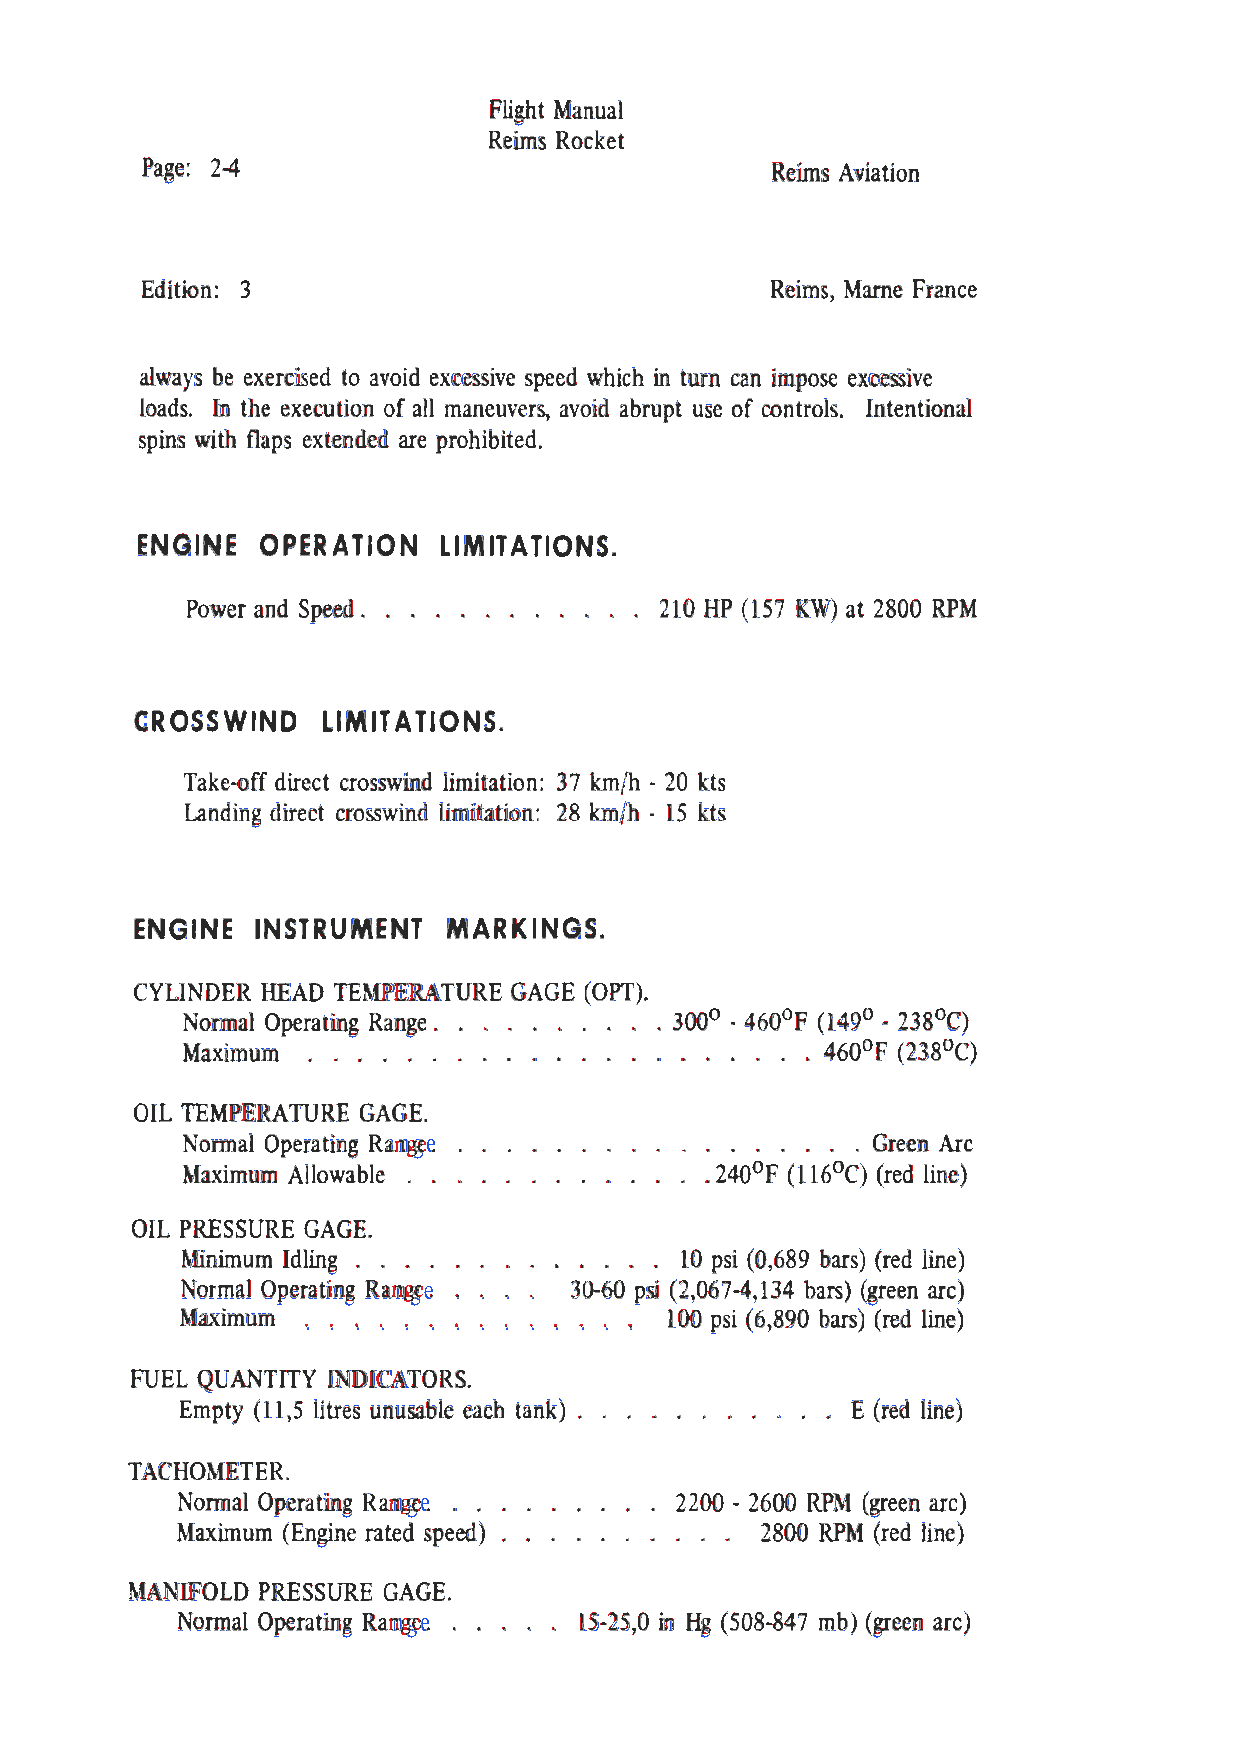 Flight Manual
Reims Rocket
Page: 2-4
Reims Aviation
Edition: 3
Reims, Marne France
always be exercised to avoid excessive speed which in turn can impose excessive
loads. In the execution of all maneuvers, avoid abrupt use of controls. Intentional
spins with flaps extended are prohibited.
ENGINE OPERATION LIMITATIONS.
Power and Speed . . . . . . . . . . . . 210 HP (157 KW) at 2800 RPM
CROSSWIND LIMITATIONS.
Take-off direct crosswind limitation: 37 km/h - 20 kts
Landing direct crosswind limitation: 28 km/h - 15 kts
ENGINE INSTRUMENT MARKINGS.
CYLINDER HEAD TEMPERATURE GAGE (OPT).
Normal Operating Range . . . . . . . . . . 300° - 460°F (149° - 238°C)
Maximum . . . . . . . . . . . . . . . . . . . . . 460°F (238°C)
OIL TEMPERATURE GAGE.
Normal Operating Range . . . . . . . . . . . . . . . . . Green Arc
Maximum Allowable . . . . . . . . . . . . . 240°F (116°C) (red line)
OIL PRESSURE GAGE.
Minimum Idling . . . . . . . . . . . . . 10 psi (0,689 bars) (red line)
Normal Operating Range . . . . 30-60 psi (2,067-4,134 bars) (green arc)
Maximum . . . . . . . . . . . . . . 100 psi (6,890 bars) (red line)
FUEL QUANTITY INDICATORS.
Empty (11,5 litres unusable each tank) . . . . . . . . . . . E (red line)
TACHOMETER.
Normal Operating Range . . . . . . . . . 2200 - 2600 RPM (green arc)
Maximum (Engine rated speed) . . . . . . . . . . 2800 RPM (red line)
MANIFOLD PRESSURE GAGE.
Normal Operating Range . . . . . 15-25,0 in Hg (508-847 mb) (green arc)